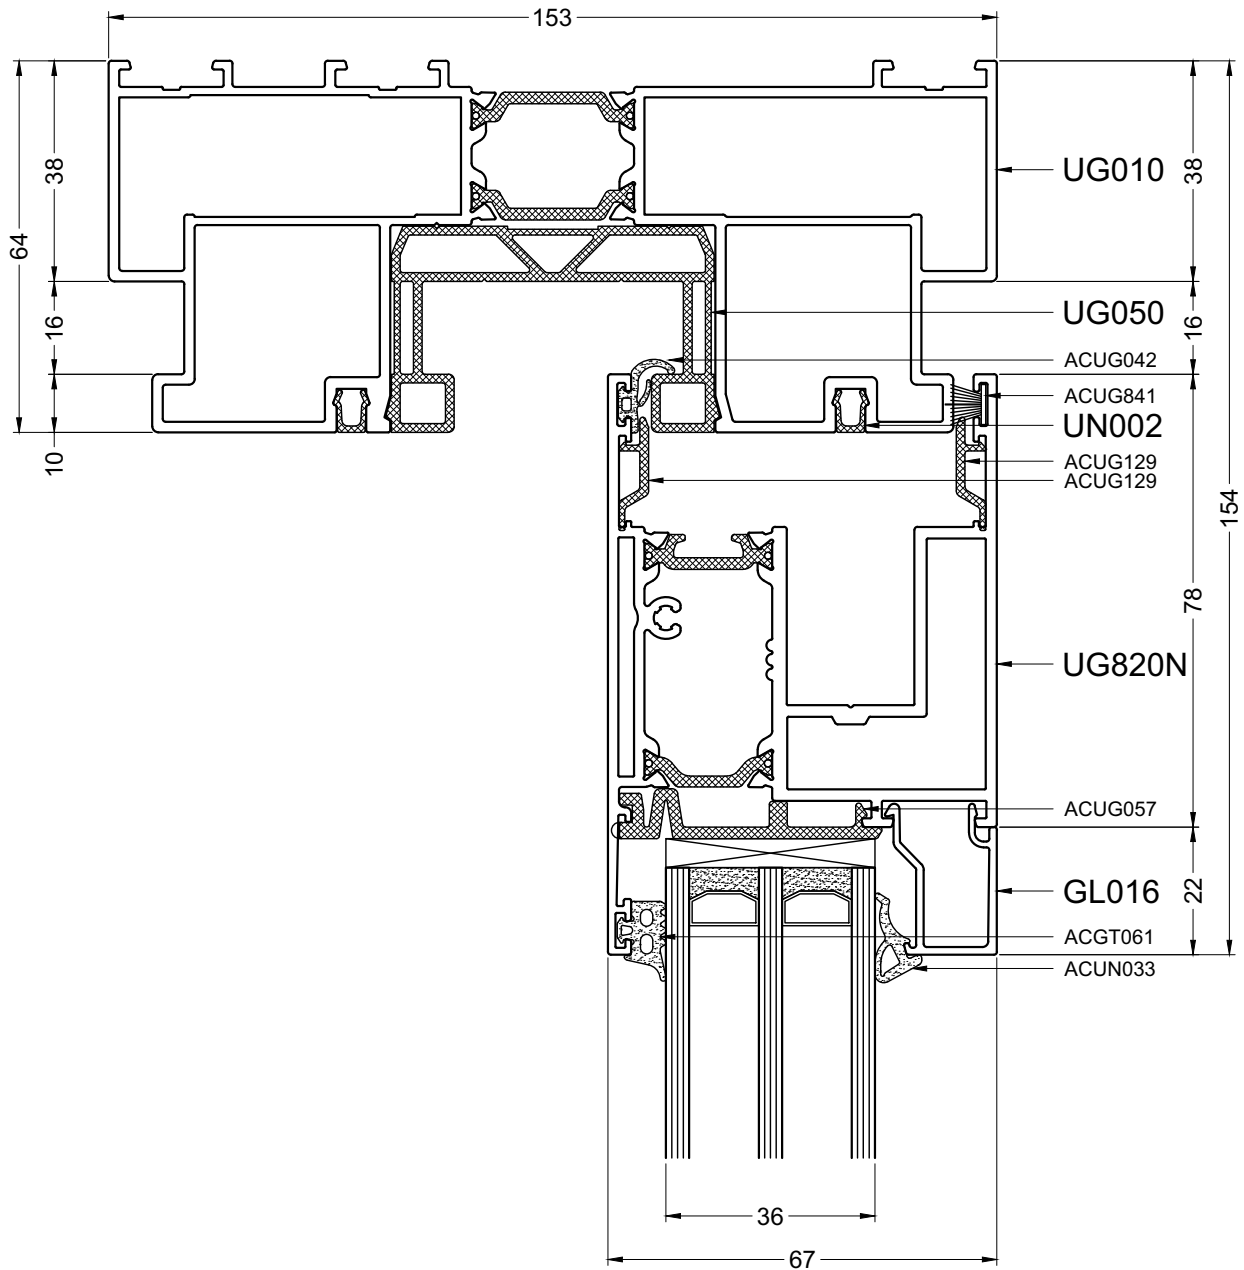 153
38
64
16
10
UG010
38
UG050
16
ACUG042
ACUG841
UN002
ACUG129
ACUG129
154
78
UG820N
ACUG057
GL016
22
ACGT061
ACUN033
36
67